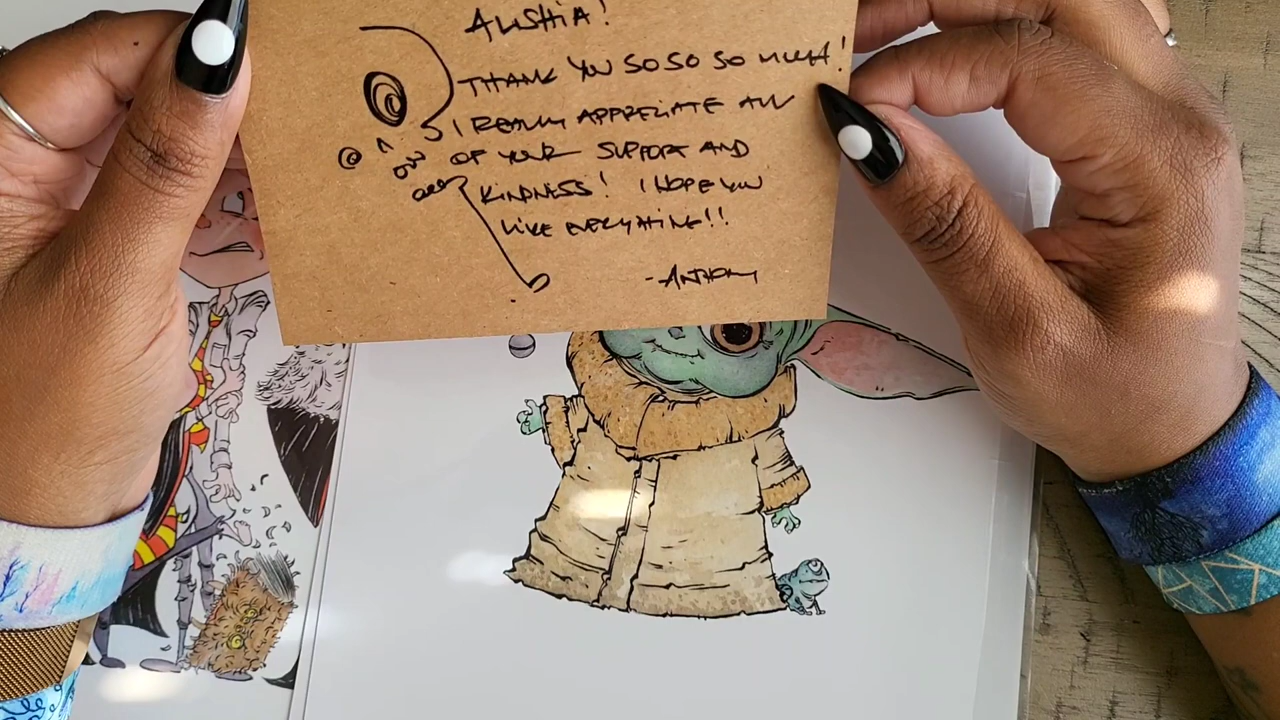 ALISHIA!
THANK YOU SO SO SO MUCH!
I REALLY APPRECIATE ALL
OF YOUR SUPPORT AND
KINDNESS! I HOPE YOU
LIKE EVERYTHING!!
-ANTHONY